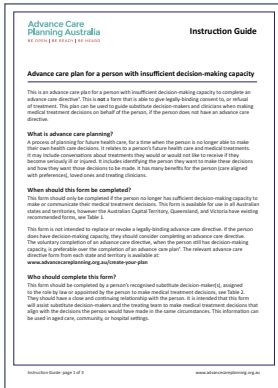 Advance Care
Planning Australia
BE OPEN | BE READY | BE HEARD
Instruction Guide
Advance care plan for a person with insufficient decision-making capacity
This is an advance care plan for a person with insufficient decision-making capacity to complete an
advance care directive*. This is not a form that is able to give legally-binding consent to, or refusal
of treatment. This plan can be used to guide substitute decision-makers and clinicians when making
medical treatment decisions on behalf of the person, if the person does not have an advance care
directive.
What is advance care planning?
A process of planning for future health care, for a time when the person is no longer able to make
their own health care decisions. It relates to a person's future health care and medical treatments.
It may include conversations about treatments they would or would not like to receive if they
become seriously ill or injured. It includes identifying the person they want to make these decisions
and how they want those decisions to be made. It has many benefits for the person (care aligned
with preferences), loved ones and treating clinicians.
When should this form be completed?
This form should only be completed if the person no longer has sufficient decision-making capacity to
make or communicate their medical treatment decisions. This form is available for use in all Australian
states and territories, however the Australian Capital Territory, Queensland, and Victoria have existing
recommended forms, see Table 1.
This form is not intended to replace or revoke a legally-binding advance care directive. If the person
does have decision-making capacity, they should consider completing an advance care directive.
The voluntary completion of an advance care directive, when the person still has decision-making
capacity, is preferable over the completion of an advance care plan*. The relevant advance care
directive form from each state and territory is available at:
www.advancecareplanning.org.au/create-your-plan
Who should complete this form?
This form should be completed by a person's recognised substitute decision-maker(s), assigned
to the role by law or appointed by the person to make medical treatment decisions, see Table 2.
They should have a close and continuing relationship with the person. It is intended that this form
will assist substitute decision-makers and the treating team to make medical treatment decisions that
align with the decisions the person would have made in the same circumstances. This information can
be used in aged care, community, or hospital settings.
Instruction Guide: page 1 of 3
www.advancecareplanning.org.au